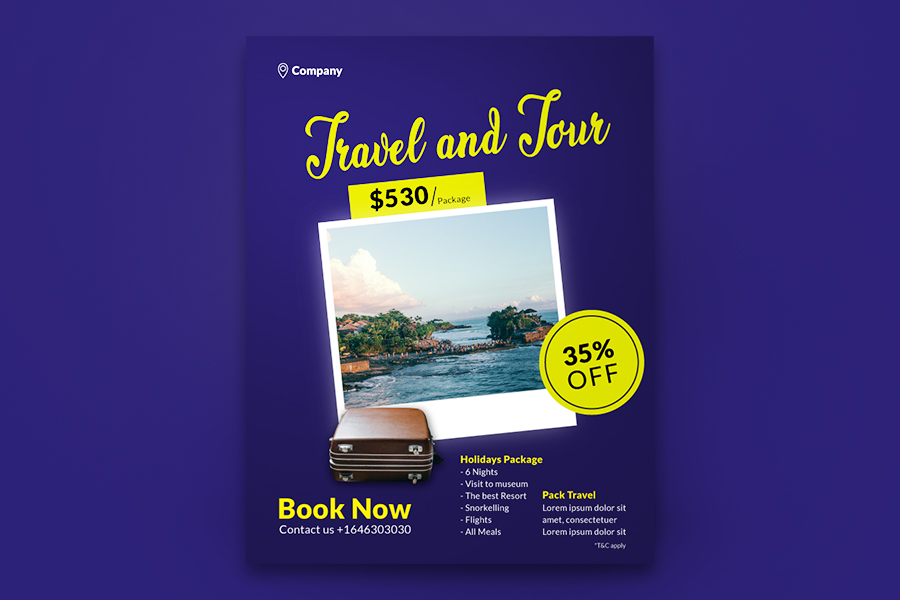 Company
Travel and Tour
$530/Package
35%
OFF
Holidays Package
- 6 Nights
- Visit to museum
- The best Resort
- Snorkelling
- Flights
- All Meals
Pack Travel
Lorem ipsum dolor sit
amet, consectetuer
Lorem ipsum dolor sit
*T&C apply
Book Now
Contact us +1646303030